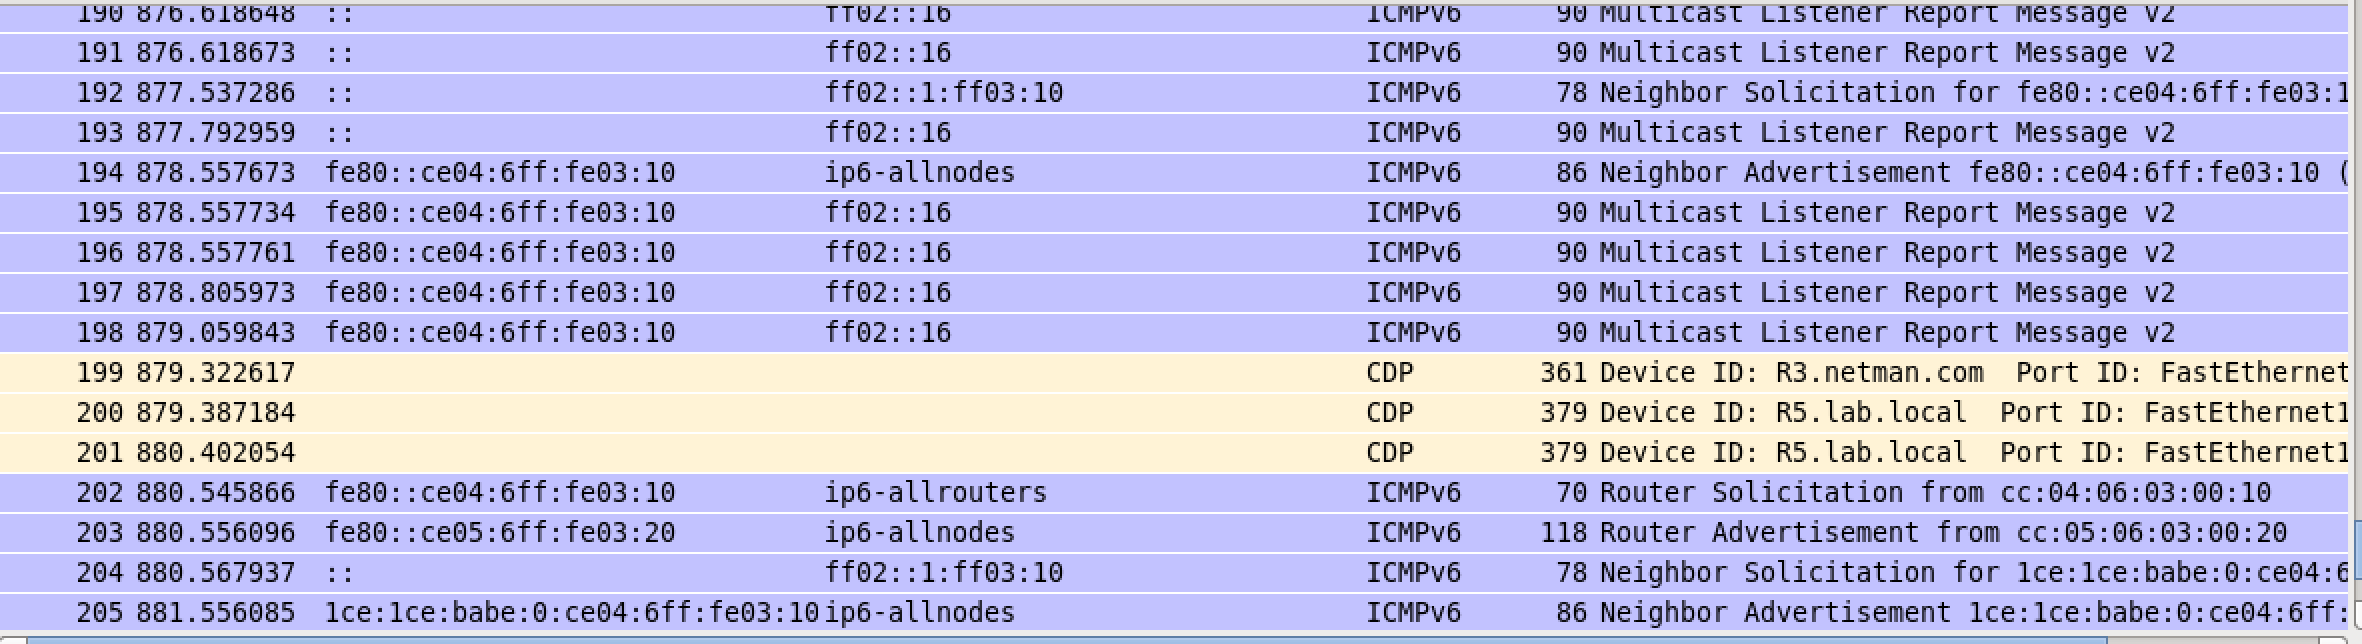 190 876.618648 :: ff02::16 ICMPv6 90 Multicast Listener Report Message v2
191 876.618673 :: ff02::16 ICMPv6 90 Multicast Listener Report Message v2
192 877.537286 :: ff02::1:ff03:10 ICMPv6 78 Neighbor Solicitation for fe80::ce04:6ff:fe03:1
193 877.792959 :: ff02::16 ICMPv6 90 Multicast Listener Report Message v2
194 878.557673 fe80::ce04:6ff:fe03:10 ip6-allnodes ICMPv6 86 Neighbor Advertisement fe80::ce04:6ff:fe03:10 (
195 878.557734 fe80::ce04:6ff:fe03:10 ff02::16 ICMPv6 90 Multicast Listener Report Message v2
196 878.557761 fe80::ce04:6ff:fe03:10 ff02::16 ICMPv6 90 Multicast Listener Report Message v2
197 878.805973 fe80::ce04:6ff:fe03:10 ff02::16 ICMPv6 90 Multicast Listener Report Message v2
198 879.059843 fe80::ce04:6ff:fe03:10 ff02::16 ICMPv6 90 Multicast Listener Report Message v2
199 879.322617 CDP 361 Device ID: R3.netman.com Port ID: FastEthernet
200 879.387184 CDP 379 Device ID: R5.lab.local Port ID: FastEthernet1
201 880.402054 CDP 379 Device ID: R5.lab.local Port ID: FastEthernet1
202 880.545866 fe80::ce04:6ff:fe03:10 ip6-allrouters ICMPv6 70 Router Solicitation from cc:04:06:03:00:10
203 880.556096 fe80::ce05:6ff:fe03:20 ip6-allnodes ICMPv6 118 Router Advertisement from cc:05:06:03:00:20
204 880.567937 :: ff02::1:ff03:10 ICMPv6 78 Neighbor Solicitation for 1ce:1ce:babe:0:ce04:6
205 881.556085 1ce:1ce:babe:0:ce04:6ff:fe03:10 ip6-allnodes ICMPv6 86 Neighbor Advertisement 1ce:1ce:babe:0:ce04:6ff: